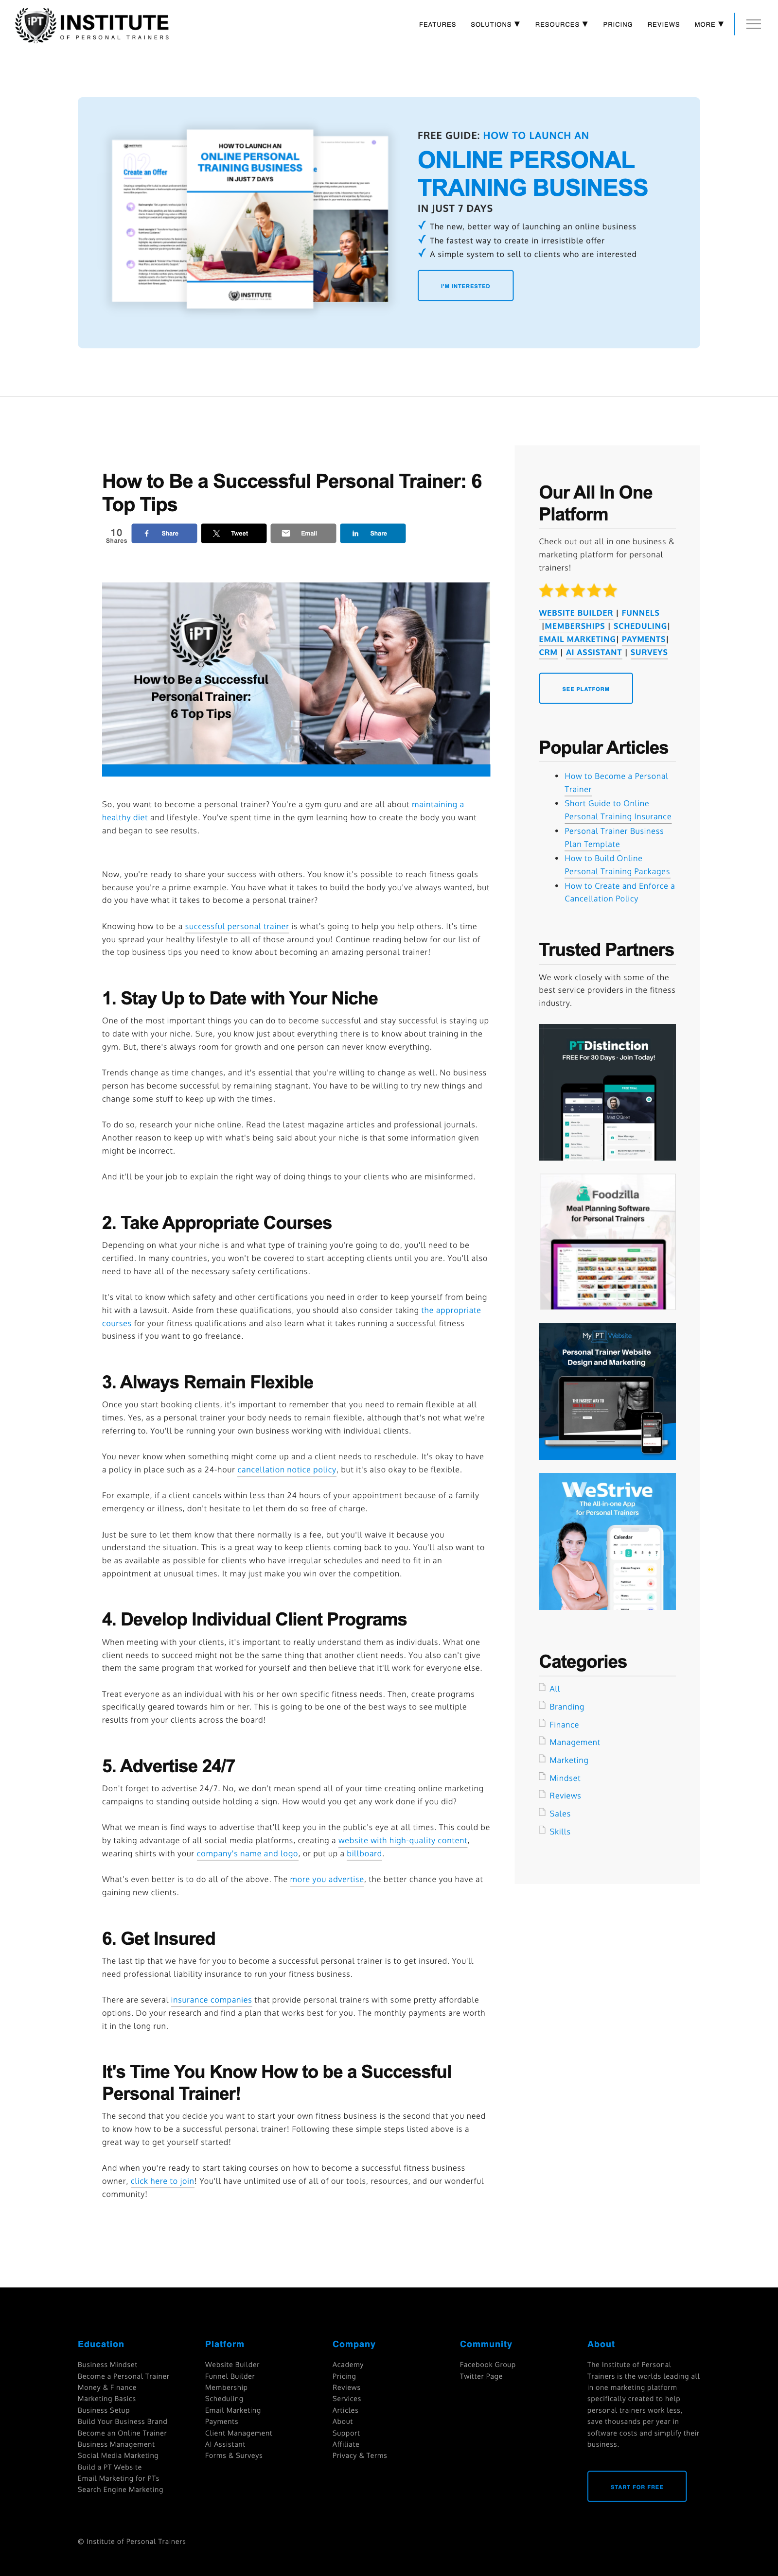 iPT INSTITUTE
OF PERSONAL TRAINERS
FEATURES SOLUTIONS ▼ RESOURCES ▼ PRICING REVIEWS MORE ▼
Create an Offer
HOW TO LAUNCH AN
ONLINE PERSONAL
TRAINING BUSINESS
IN JUST 7 DAYS
INSTITUTE
FREE GUIDE: HOW TO LAUNCH AN
ONLINE PERSONAL
TRAINING BUSINESS
IN JUST 7 DAYS
✓ The new, better way of launching an online business
✓ The fastest way to create in irresistible offer
✓ A simple system to sell to clients who are interested
I'M INTERESTED
How to Be a Successful Personal Trainer: 6
Top Tips
10
Shares
Share
Tweet
Email
Share
iPT
How to Be a Successful
Personal Trainer:
6 Top Tips
So, you want to become a personal trainer? You're a gym guru and are all about maintaining a
healthy diet and lifestyle. You've spent time in the gym learning how to create the body you want
and began to see results.
Now, you're ready to share your success with others. You know it's possible to reach fitness goals
because you're a prime example. You have what it takes to build the body you've always wanted, but
do you have what it takes to become a personal trainer?
Knowing how to be a successful personal trainer is what's going to help you help others. It's time
you spread your healthy lifestyle to all of those around you! Continue reading below for our list of
the top business tips you need to know about becoming an amazing personal trainer!
1. Stay Up to Date with Your Niche
One of the most important things you can do to become successful and stay successful is staying up
to date with your niche. Sure, you know just about everything there is to know about training in the
gym. But, there's always room for growth and one person can never know everything.
Trends change as time changes, and it's essential that you're willing to change as well. No business
person has become successful by remaining stagnant. You have to be willing to try new things and
change some stuff to keep up with the times.
To do so, research your niche online. Read the latest magazine articles and professional journals.
Another reason to keep up with what's being said about your niche is that some information given
might be incorrect.
And it'll be your job to explain the right way of doing things to your clients who are misinformed.
2. Take Appropriate Courses
Depending on what your niche is and what type of training you're going to do, you'll need to be
certified. In many countries, you won't be covered to start accepting clients until you are. You'll also
need to have all of the necessary safety certifications.
It's vital to know which safety and other certifications you need in order to keep yourself from being
hit with a lawsuit. Aside from these qualifications, you should also consider taking the appropriate
courses for your fitness qualifications and also learn what it takes running a successful fitness
business if you want to go freelance.
3. Always Remain Flexible
Once you start booking clients, it's important to remember that you need to remain flexible at all
times. Yes, as a personal trainer your body needs to remain flexible, although that's not what we're
referring to. You'll be running your own business working with individual clients.
You never know when something might come up and a client needs to reschedule. It's okay to have
a policy in place such as a 24-hour cancellation notice policy, but it's also okay to be flexible.
For example, if a client cancels within less than 24 hours of your appointment because of a family
emergency or illness, don't hesitate to let them do so free of charge.
Just be sure to let them know that there normally is a fee, but you'll waive it because you
understand the situation. This is a great way to keep clients coming back to you. You'll also want to
be as available as possible for clients who have irregular schedules and need to fit in an
appointment at unusual times. It may just make you win over the competition.
4. Develop Individual Client Programs
When meeting with your clients, it's important to really understand them as individuals. What one
client needs to succeed might not be the same thing that another client needs. You also can't give
them the same program that worked for yourself and then believe that it'll work for everyone else.
Treat everyone as an individual with his or her own specific fitness needs. Then, create programs
specifically geared towards him or her. This is going to be one of the best ways to see multiple
results from your clients across the board!
5. Advertise 24/7
Don't forget to advertise 24/7. No, we don't mean spend all of your time creating online marketing
campaigns to standing outside holding a sign. How would you get any work done if you did?
What we mean is find ways to advertise that'll keep you in the public's eye at all times. This could be
by taking advantage of all social media platforms, creating a website with high-quality content,
wearing shirts with your company's name and logo, or put up a billboard.
What's even better is to do all of the above. The more you advertise, the better chance you have at
gaining new clients.
6. Get Insured
The last tip that we have for you to become a successful personal trainer is to get insured. You'll
need professional liability insurance to run your fitness business.
There are several insurance companies that provide personal trainers with some pretty affordable
options. Do your research and find a plan that works best for you. The monthly payments are worth
it in the long run.
It's Time You Know How to be a Successful
Personal Trainer!
The second that you decide you want to start your own fitness business is the second that you need
to know how to be a successful personal trainer! Following these simple steps listed above is a
great way to get yourself started!
And when you're ready to start taking courses on how to become a successful fitness business
owner, click here to join! You'll have unlimited use of all of our tools, resources, and our wonderful
community!
Our All In One
Platform
Check out out all in one business &
marketing platform for personal
trainers!
WEBSITE BUILDER | FUNNELS
|MEMBERSHIPS | SCHEDULING|
EMAIL MARKETING| PAYMENTS|
CRM | AI ASSISTANT | SURVEYS
SEE PLATFORM
Popular Articles
How to Become a Personal
Trainer
Short Guide to Online
Personal Training Insurance
Personal Trainer Business
Plan Template
How to Build Online
Personal Training Packages
How to Create and Enforce a
Cancellation Policy
Trusted Partners
We work closely with some of the
best service providers in the fitness
industry.
PTDistinction
FREE For 30 Days - Join Today!
Foodzilla
Meal Planning Software
for Personal Trainers
My PT Website
Personal Trainer Website
Design and Marketing
WeStrive
The All-in-one App
for Personal Trainers
Calendar
Categories
All
Branding
Finance
Management
Marketing
Mindset
Reviews
Sales
Skills
Education
Business Mindset
Become a Personal Trainer
Money & Finance
Marketing Basics
Business Setup
Build Your Business Brand
Become an Online Trainer
Business Management
Social Media Marketing
Build a PT Website
Email Marketing for PTs
Search Engine Marketing
Platform
Website Builder
Funnel Builder
Membership
Scheduling
Email Marketing
Payments
Client Management
AI Assistant
Forms & Surveys
Company
Academy
Pricing
Reviews
Services
Articles
About
Support
Affiliate
Privacy & Terms
Community
Facebook Group
Twitter Page
About
The Institute of Personal
Trainers is the worlds leading all
in one marketing platform
specifically created to help
personal trainers work less,
save thousands per year in
software costs and simplify their
business.
START FOR FREE
© Institute of Personal Trainers